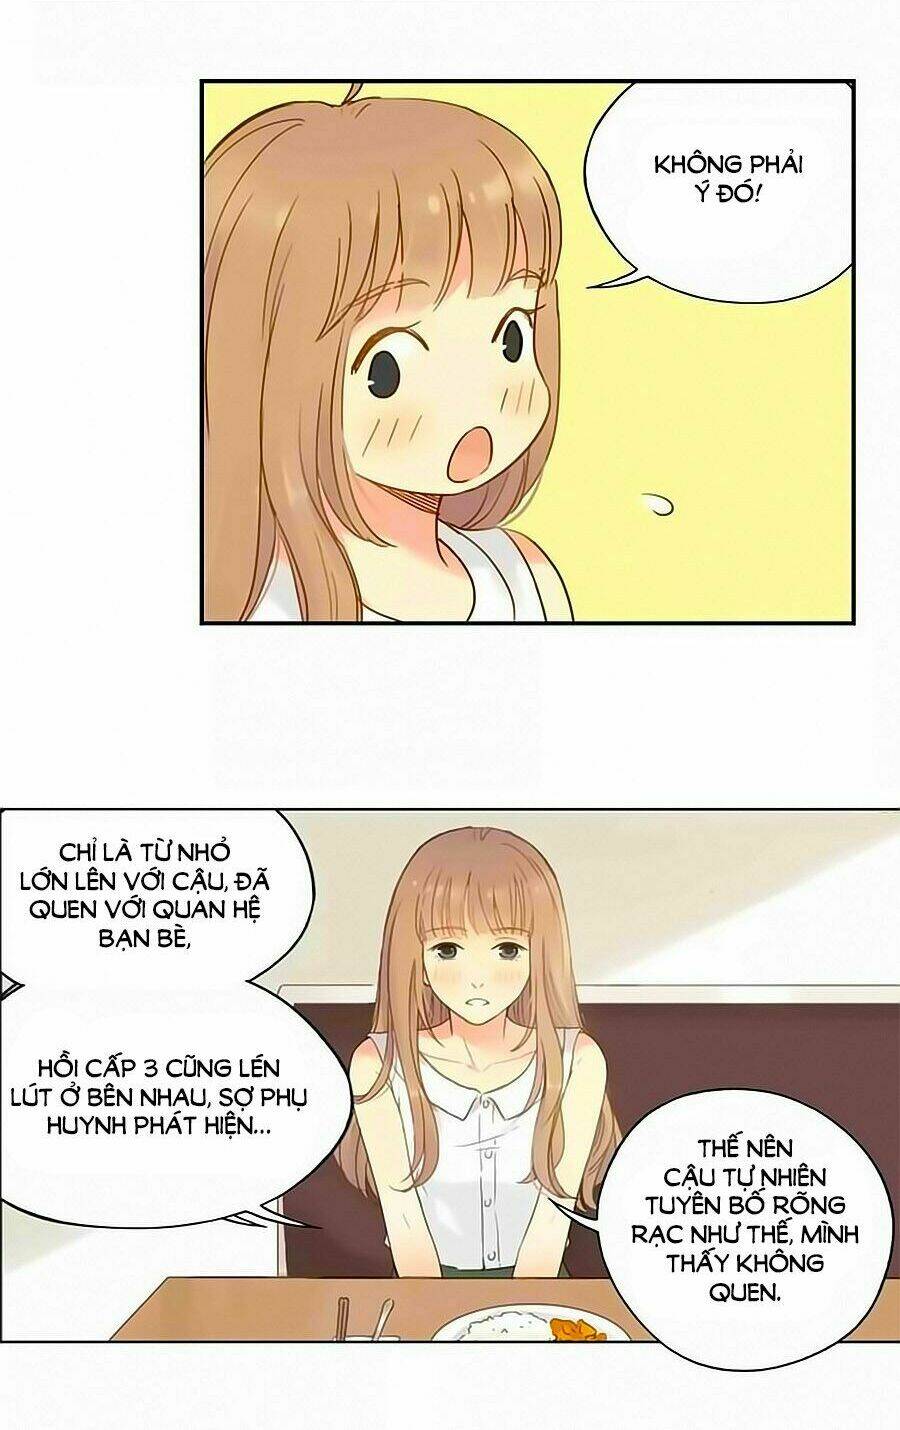 KHÔNG PHẢI
Ý ĐÓ!
CHỈ LÀ TỪ NHỎ
LỚN LÊN VỚI CẬU, ĐÃ
QUEN VỚI QUAN HỆ
BẠN BÈ,
HỒI CẤP 3 CŨNG LÉN
LÚT Ở BÊN NHAU, SỢ PHỤ
HUYNH PHÁT HIỆN...
THẾ NÊN
CẬU TỰ NHIÊN
TUYÊN BỐ RÕNG
RẠC NHƯ THẾ, MÌNH
THẤY KHÔNG
QUEN.